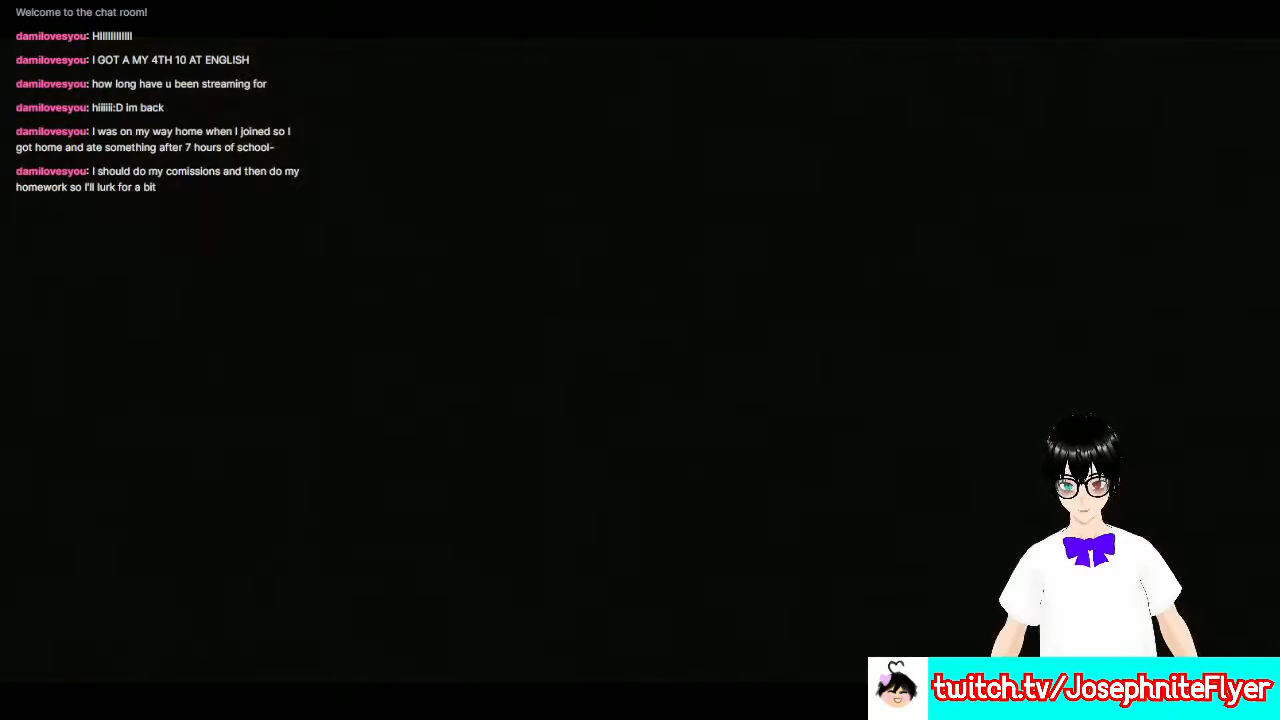 Welcome to the chat room!
damilovesyou: HIIIIIIIIIIII
damilovesyou: I GOT A MY 4TH 10 AT ENGLISH
damilovesyou: how long have u been streaming for
damilovesyou: hiiiiii:D im back
damilovesyou: I was on my way home when I joined so I
got home and ate something after 7 hours of school-
damilovesyou: I should do my comissions and then do my
homework so I'll lurk for a bit
twitch.tv/JosephniteFlyer